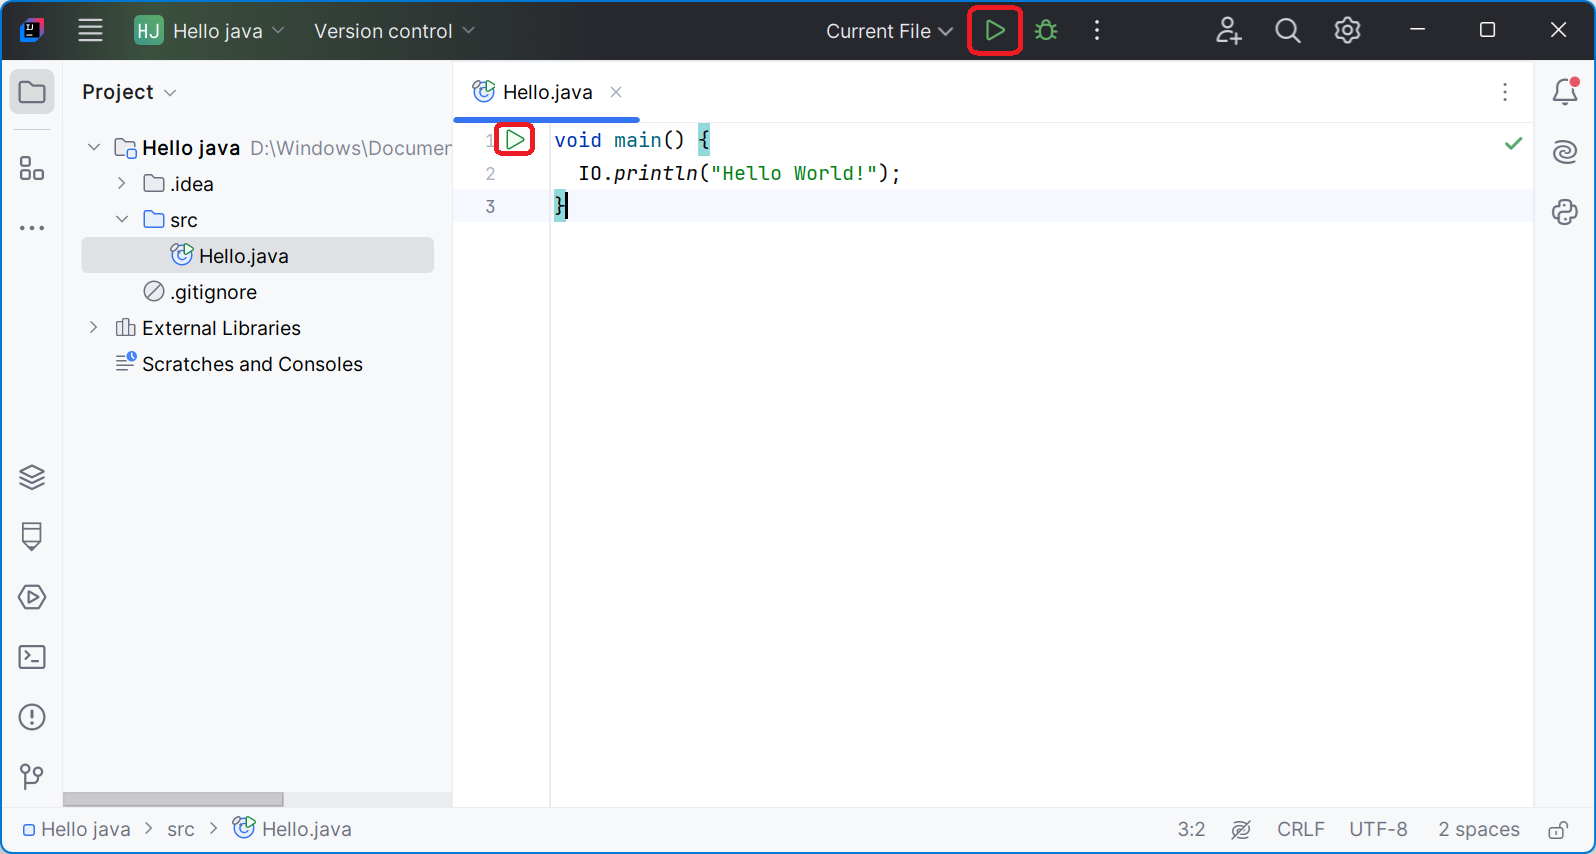 IJ HJ Hello java Version control Current File
Project
Hello.java
Hello java D:\Windows\Documen
.idea
src
Hello.java
.gitignore
External Libraries
Scratches and Consoles
1 void main() {
2 IO.println("Hello World!");
3 }
Hello java src Hello.java 3:2 CRLF UTF-8 2 spaces